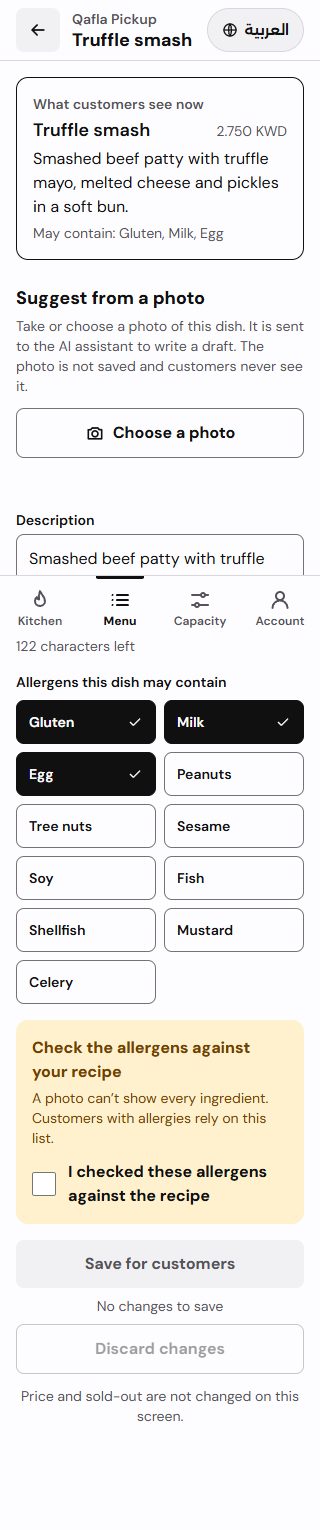 Qafla Pickup
Truffle smash
العربية
What customers see now
Truffle smash
2.750 KWD
Smashed beef patty with truffle
mayo, melted cheese and pickles
in a soft bun.
May contain: Gluten, Milk, Egg
Suggest from a photo
Take or choose a photo of this dish. It is sent
to the AI assistant to write a draft. The
photo is not saved and customers never see
it.
Choose a photo
Description
Smashed beef patty with truffle
Kitchen
Menu
Capacity
Account
122 characters left
Allergens this dish may contain
Gluten
Milk
Egg
Peanuts
Tree nuts
Sesame
Soy
Fish
Shellfish
Mustard
Celery
Check the allergens against
your recipe
A photo can’t show every ingredient.
Customers with allergies rely on this
list.
I checked these allergens
against the recipe
Save for customers
No changes to save
Discard changes
Price and sold-out are not changed on this
screen.